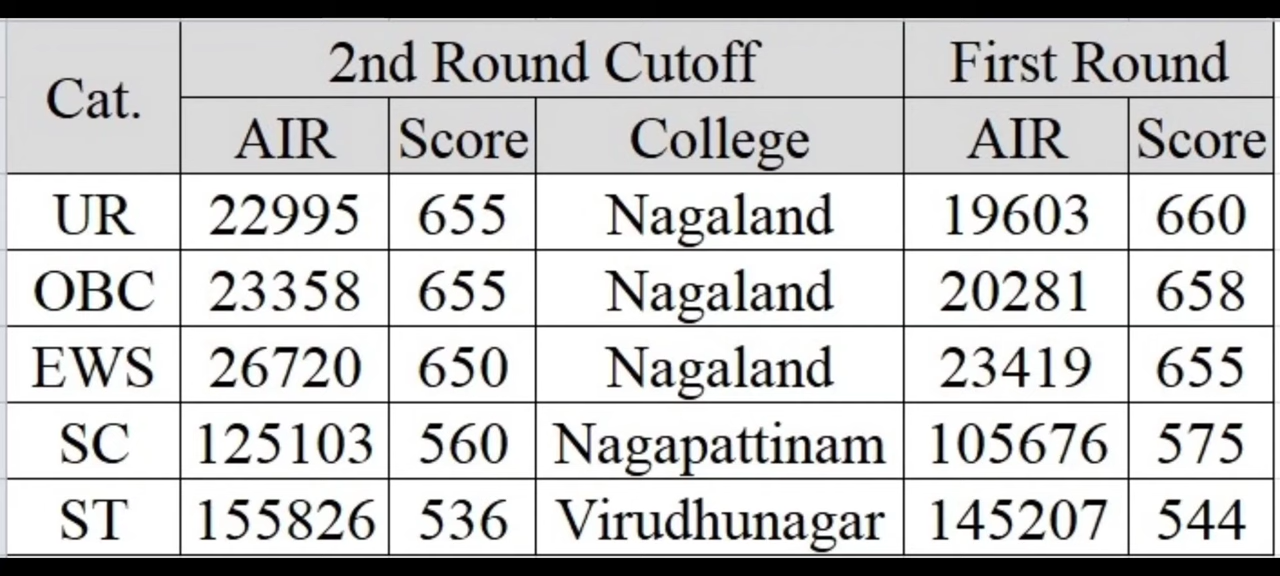 Cat. 2nd Round Cutoff First Round
AIR Score College AIR Score
UR 22995 655 Nagaland 19603 660
OBC 23358 655 Nagaland 20281 658
EWS 26720 650 Nagaland 23419 655
SC 125103 560 Nagapattinam 105676 575
ST 155826 536 Virudhunagar 145207 544